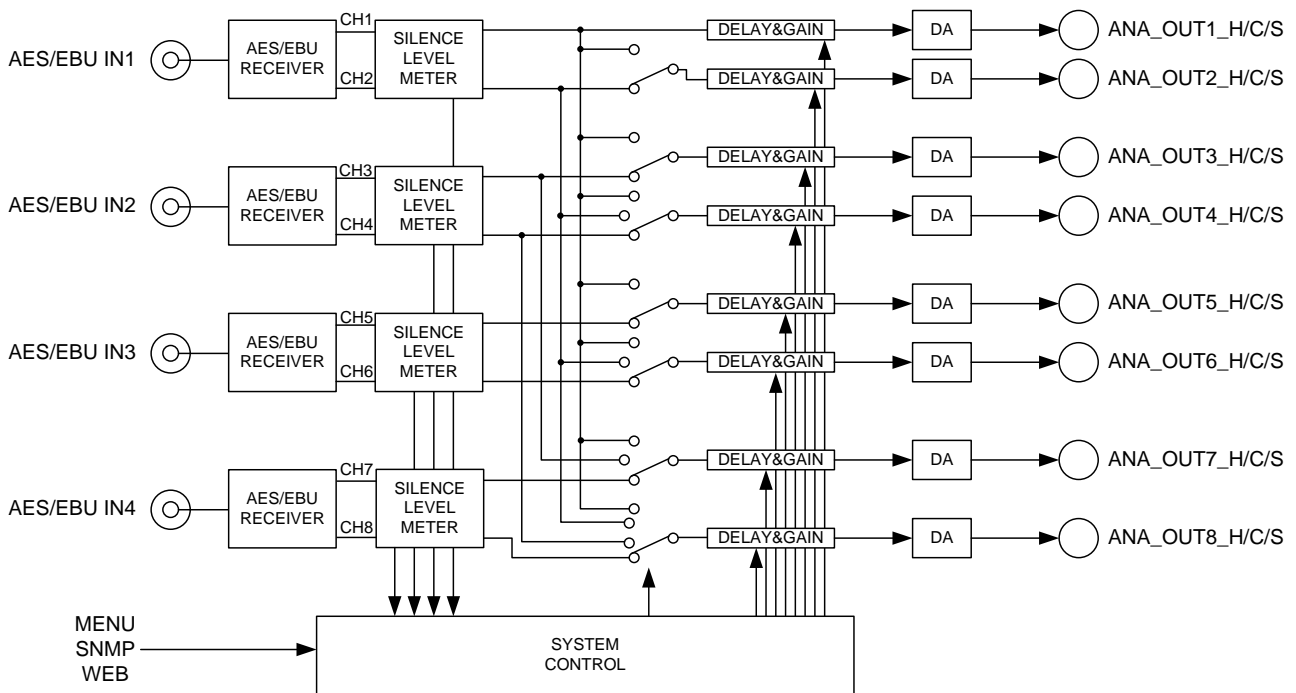 AES/EBU IN1
AES/EBU
RECEIVER
CH1
CH2
SILENCE
LEVEL
METER
DELAY&GAIN
DA
ANA_OUT1_H/C/S
DELAY&GAIN
DA
ANA_OUT2_H/C/S
AES/EBU IN2
AES/EBU
RECEIVER
CH3
CH4
SILENCE
LEVEL
METER
DELAY&GAIN
DA
ANA_OUT3_H/C/S
DELAY&GAIN
DA
ANA_OUT4_H/C/S
AES/EBU IN3
AES/EBU
RECEIVER
CH5
CH6
SILENCE
LEVEL
METER
DELAY&GAIN
DA
ANA_OUT5_H/C/S
DELAY&GAIN
DA
ANA_OUT6_H/C/S
AES/EBU IN4
AES/EBU
RECEIVER
CH7
CH8
SILENCE
LEVEL
METER
DELAY&GAIN
DA
ANA_OUT7_H/C/S
DELAY&GAIN
DA
ANA_OUT8_H/C/S
MENU
SNMP
WEB
SYSTEM
CONTROL